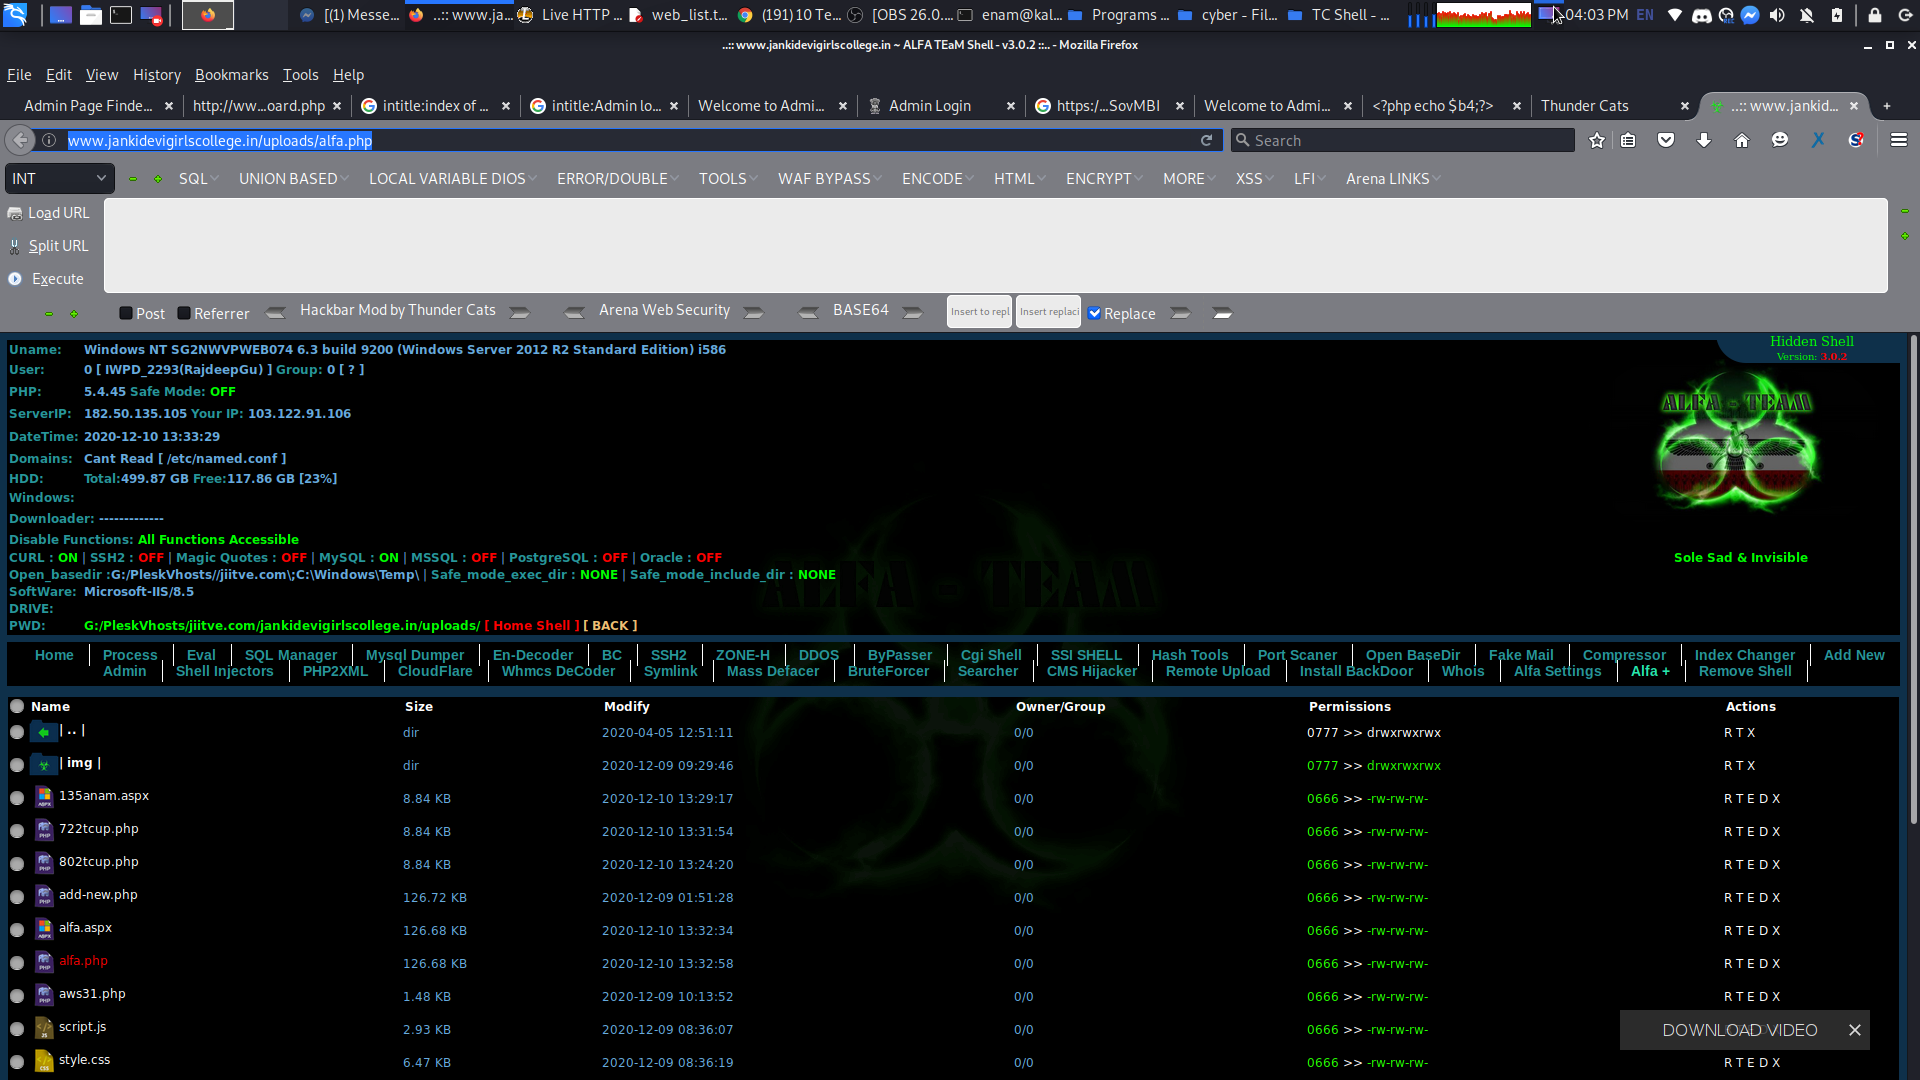 [(1) Messe...
..:: www.ja...
Live HTTP ...
web_list.t...
(191) 10 Te...
[OBS 26.0....
enam@kal...
Programs ...
cyber - Fil...
TC Shell - ...
04:03 PM EN
..:: www.jankidevigirlscollege.in ~ ALFA TEaM Shell - v3.0.2 ::.. - Mozilla Firefox
File Edit View History Bookmarks Tools Help
Admin Page Finde... × http://ww...oard.php × intitle:index of ... × intitle:Admin lo... × Welcome to Admi... × Admin Login × https:/...SovMBI × Welcome to Admi... × <?php echo $b4;?> × Thunder Cats × ..:: www.jankid... × +
www.jankidevigirlscollege.in/uploads/alfa.php
Search
INT SQL UNION BASED LOCAL VARIABLE DIOS ERROR/DOUBLE TOOLS WAF BYPASS ENCODE HTML ENCRYPT MORE XSS LFI Arena LINKS
Load URL
Split URL
Execute
Post Referrer Hackbar Mod by Thunder Cats Arena Web Security BASE64 Insert to repl Insert replaci Replace
Uname: Windows NT SG2NWVPWEB074 6.3 build 9200 (Windows Server 2012 R2 Standard Edition) i586
User: 0 [ IWPD_2293(RajdeepGu) ] Group: 0 [ ? ]
PHP: 5.4.45 Safe Mode: OFF
ServerIP: 182.50.135.105 Your IP: 103.122.91.106
DateTime: 2020-12-10 13:33:29
Domains: Cant Read [ /etc/named.conf ]
HDD: Total:499.87 GB Free:117.86 GB [23%]
Windows:
Downloader: -------------
Disable Functions: All Functions Accessible
CURL : ON | SSH2 : OFF | Magic Quotes : OFF | MySQL : ON | MSSQL : OFF | PostgreSQL : OFF | Oracle : OFF
Open_basedir :G:/PleskVhosts//jiitve.com\;C:\Windows\Temp\ | Safe_mode_exec_dir : NONE | Safe_mode_include_dir : NONE
SoftWare: Microsoft-IIS/8.5
DRIVE:
PWD: G:/PleskVhosts/jiitve.com/jankidevigirlscollege.in/uploads/ [ Home Shell ] [ BACK ]
Hidden Shell
Version: 3.0.2
ALFA - TEAM
Sole Sad & Invisible
ALFA - TEAM
Home | Process | Eval | SQL Manager | Mysql Dumper | En-Decoder | BC | SSH2 | ZONE-H | DDOS | ByPasser | Cgi Shell | SSI SHELL | Hash Tools | Port Scaner | Open BaseDir | Fake Mail | Compressor | Index Changer | Add New
Admin | Shell Injectors | PHP2XML | CloudFlare | Whmcs DeCoder | Symlink | Mass Defacer | BruteForcer | Searcher | CMS Hijacker | Remote Upload | Install BackDoor | Whois | Alfa Settings | Alfa + | Remove Shell |
Name Size Modify Owner/Group Permissions Actions
| .. | dir 2020-04-05 12:51:11 0/0 0777 >> drwxrwxrwx R T X
| img | dir 2020-12-09 09:29:46 0/0 0777 >> drwxrwxrwx R T X
135anam.aspx 8.84 KB 2020-12-10 13:29:17 0/0 0666 >> -rw-rw-rw- R T E D X
722tcup.php 8.84 KB 2020-12-10 13:31:54 0/0 0666 >> -rw-rw-rw- R T E D X
802tcup.php 8.84 KB 2020-12-10 13:24:20 0/0 0666 >> -rw-rw-rw- R T E D X
add-new.php 126.72 KB 2020-12-09 01:51:28 0/0 0666 >> -rw-rw-rw- R T E D X
alfa.aspx 126.68 KB 2020-12-10 13:32:34 0/0 0666 >> -rw-rw-rw- R T E D X
alfa.php 126.68 KB 2020-12-10 13:32:58 0/0 0666 >> -rw-rw-rw- R T E D X
aws31.php 1.48 KB 2020-12-09 10:13:52 0/0 0666 >> -rw-rw-rw- R T E D X
script.js 2.93 KB 2020-12-09 08:36:07 0/0 0666 >> -rw-rw-rw-
style.css 6.47 KB 2020-12-09 08:36:19 0/0 0666 >> -rw-rw-rw- R T E D X
DOWNLOAD VIDEO ×